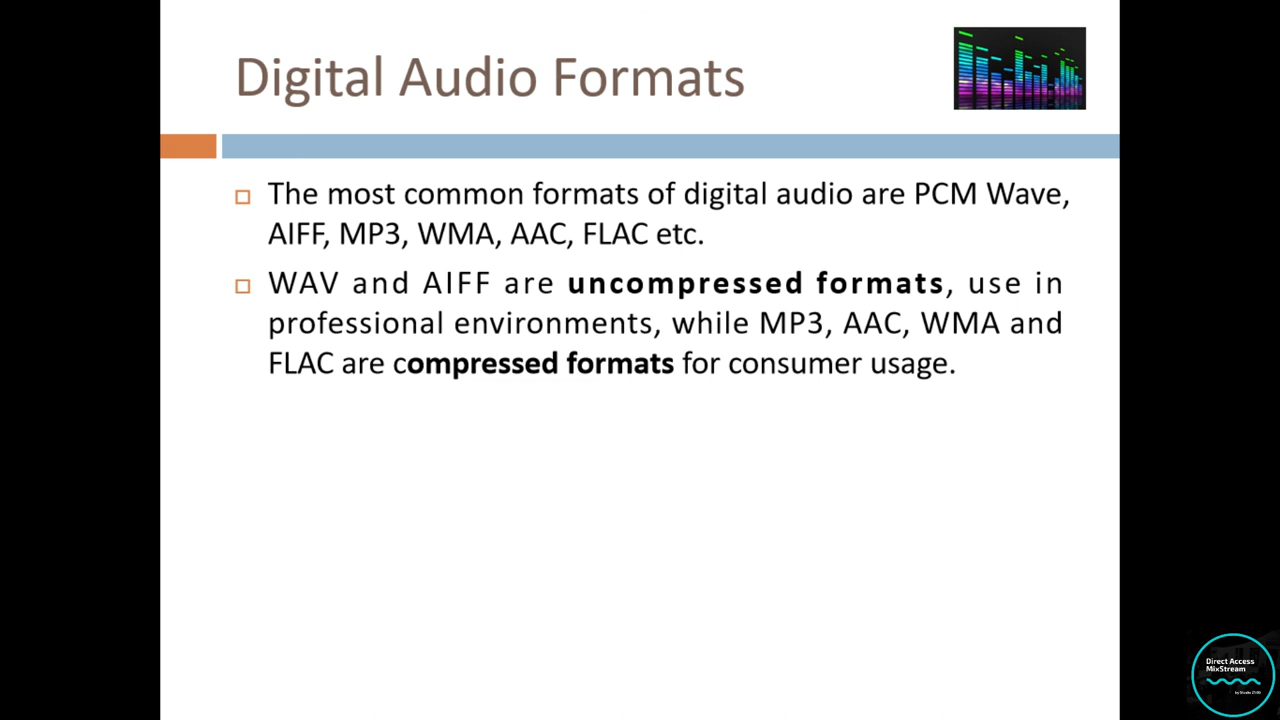 Digital Audio Formats
The most common formats of digital audio are PCM Wave,
AIFF, MP3, WMA, AAC, FLAC etc.
WAV and AIFF are uncompressed formats, use in
professional environments, while MP3, AAC, WMA and
FLAC are compressed formats for consumer usage.
Direct Access
MixStream